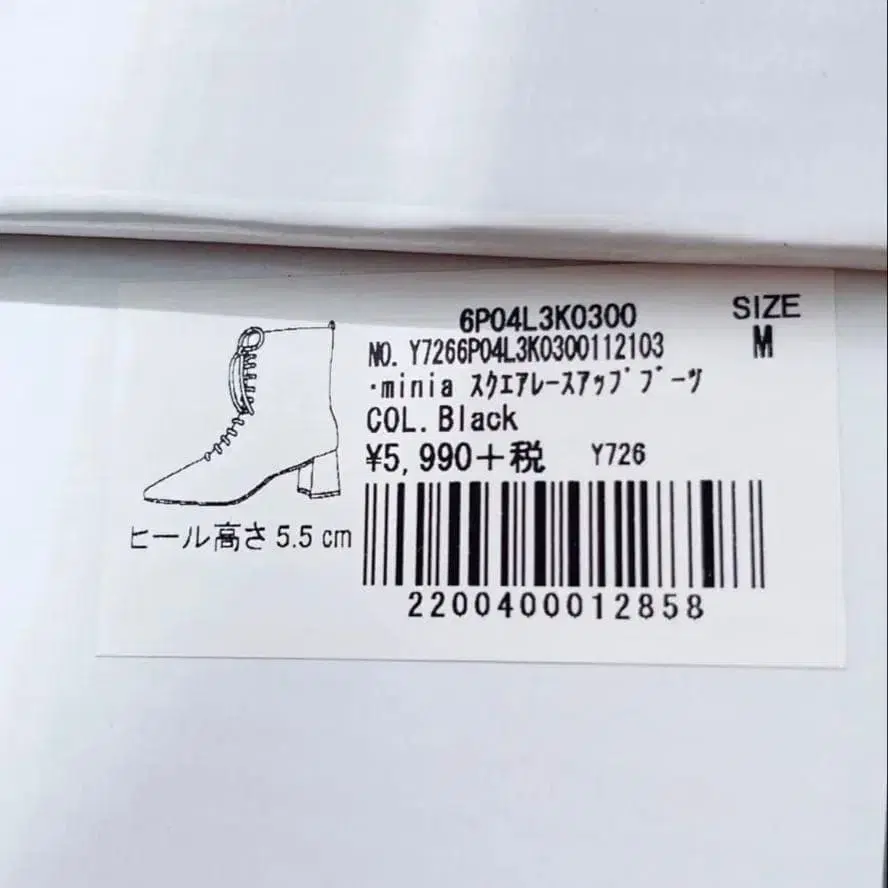 6P04L3K0300
SIZE
M
NO. Y7266P04L3K0300112103
･minia ｽｸｴｱﾚｰｽｱｯﾌﾟﾌﾞｰﾂ
COL. Black
¥5,990+税 Y726
ヒール高さ 5.5 cm
2200400012858